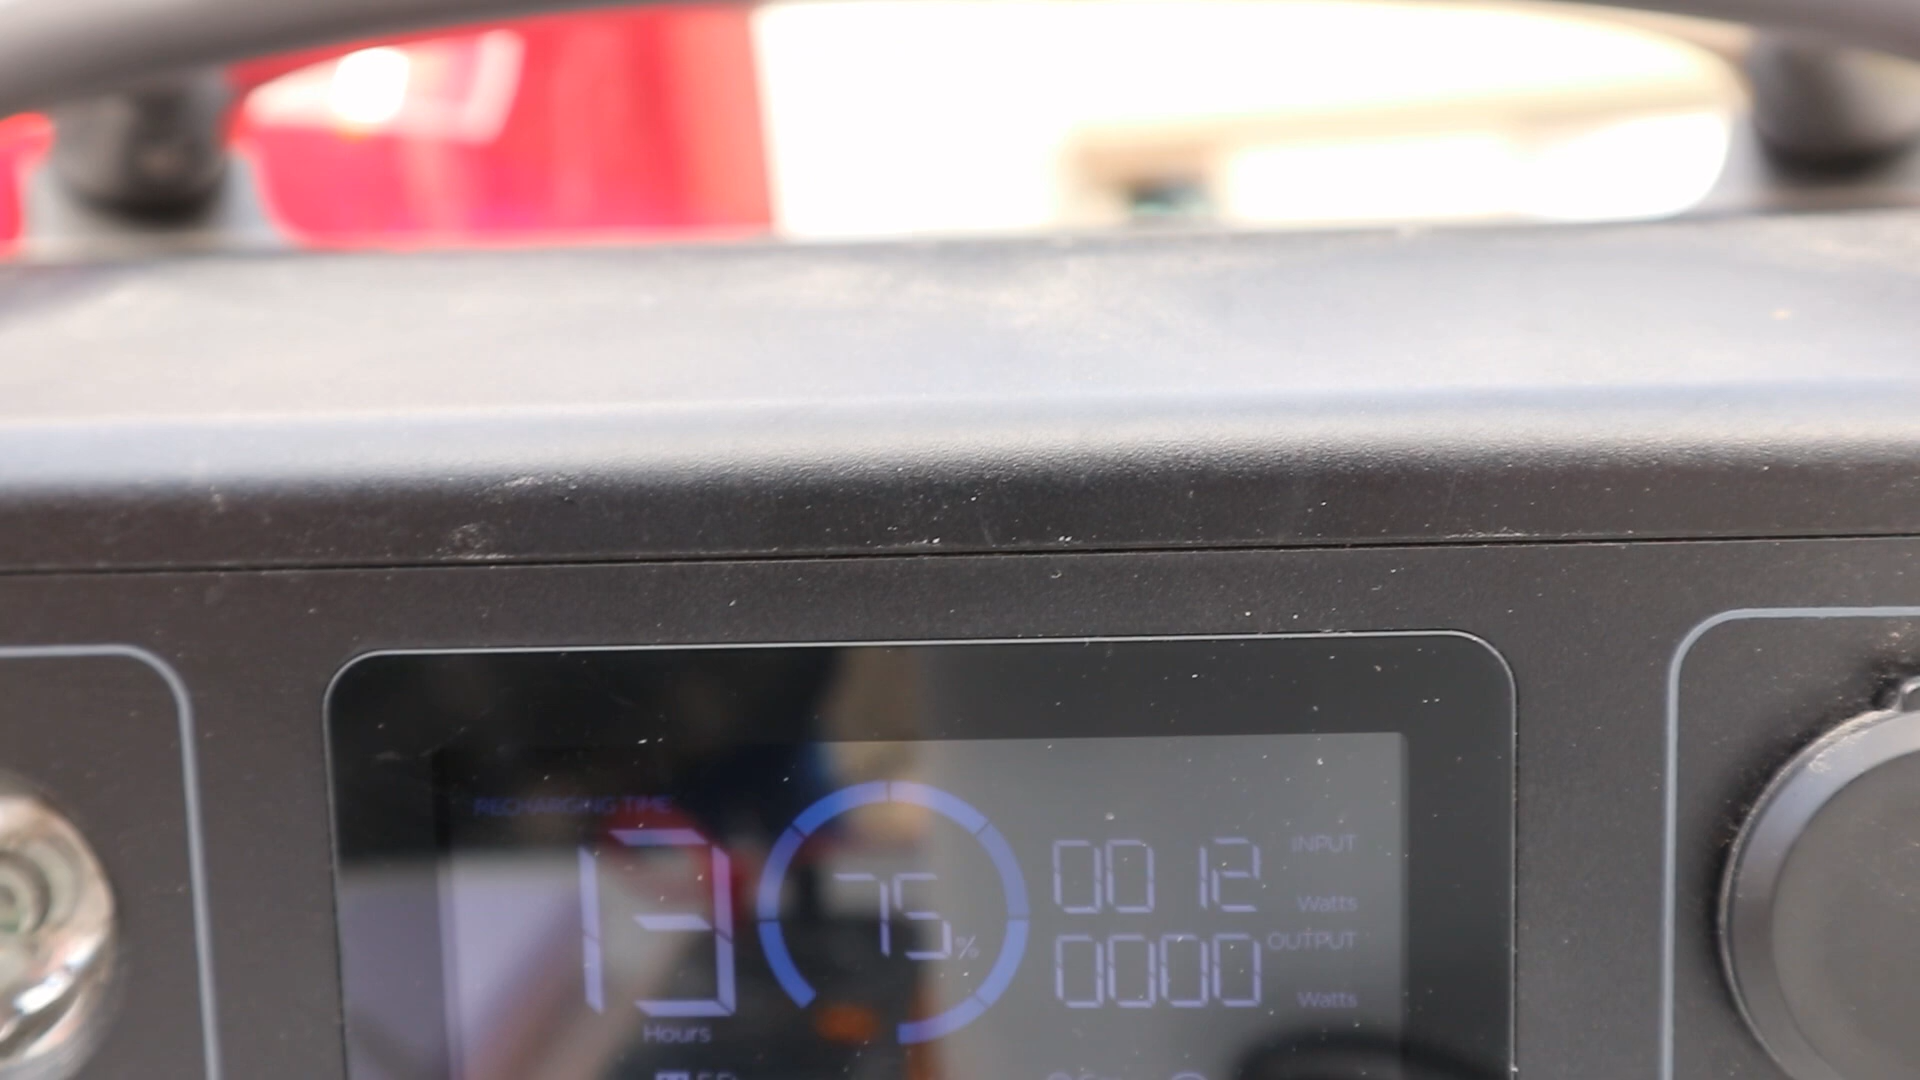 RECHARGING TIME
13
Hours
75%
0012 INPUT
Watts
0000 OUTPUT
Watts